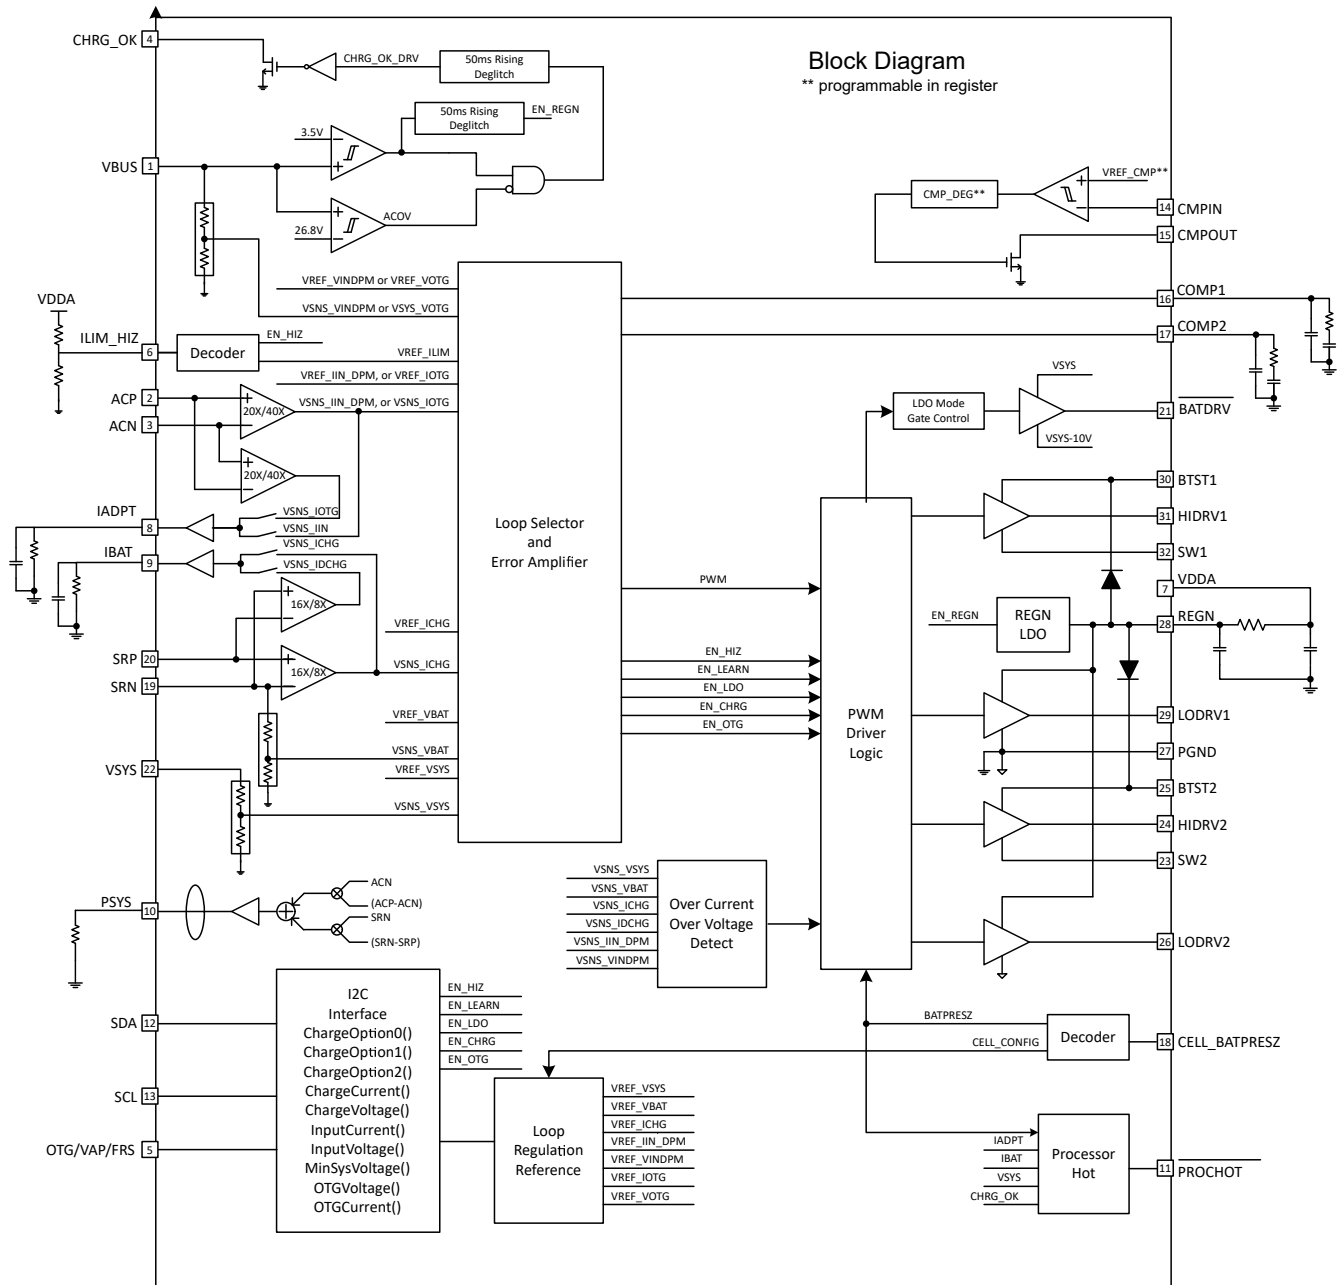 Block Diagram
** programmable in register
CHRG_OK
4
CHRG_OK_DRV
50ms Rising
Deglitch
50ms Rising
Deglitch
EN_REGN
3.5V
VBUS
1
ACOV
26.8V
VREF_CMP**
CMP_DEG**
14
CMPIN
15
CMPOUT
VREF_VINDPM or VREF_VOTG
VSNS_VINDPM or VSYS_VOTG
16
COMP1
17
COMP2
VDDA
ILIM_HIZ
6
Decoder
EN_HIZ
VREF_ILIM
VREF_IIN_DPM, or VREF_IOTG
VSNS_IIN_DPM, or VSNS_IOTG
ACP
2
ACN
3
20X/40X
20X/40X
VSYS
LDO Mode
Gate Control
VSYS-10V
21
BATDRV
IADPT
8
VSNS_IOTG
VSNS_IIN
IBAT
9
VSNS_ICHG
VSNS_IDCHG
16X/8X
16X/8X
Loop Selector
and
Error Amplifier
30
BTST1
31
HIDRV1
32
SW1
7
VDDA
28
REGN
EN_REGN
REGN
LDO
PWM
VREF_ICHG
SRP
20
SRN
19
VSNS_ICHG
EN_HIZ
EN_LEARN
EN_LDO
EN_CHRG
EN_OTG
PWM
Driver
Logic
29
LODRV1
27
PGND
25
BTST2
24
HIDRV2
23
SW2
26
LODRV2
VREF_VBAT
VSNS_VBAT
VREF_VSYS
VSNS_VSYS
VSYS
22
PSYS
10
ACN
(ACP-ACN)
SRN
(SRN-SRP)
VSNS_VSYS
VSNS_VBAT
VSNS_ICHG
VSNS_IDCHG
VSNS_IIN_DPM
VSNS_VINDPM
Over Current
Over Voltage
Detect
SDA
12
SCL
13
OTG/VAP/FRS
5
I2C
Interface
ChargeOption0()
ChargeOption1()
ChargeOption2()
ChargeCurrent()
ChargeVoltage()
InputCurrent()
InputVoltage()
MinSysVoltage()
OTGVoltage()
OTGCurrent()
EN_HIZ
EN_LEARN
EN_LDO
EN_CHRG
EN_OTG
BATPRESZ
CELL_CONFIG
Decoder
18
CELL_BATPRESZ
Loop
Regulation
Reference
VREF_VSYS
VREF_VBAT
VREF_ICHG
VREF_IIN_DPM
VREF_VINDPM
VREF_IOTG
VREF_VOTG
IADPT
IBAT
VSYS
CHRG_OK
Processor
Hot
11
PROCHOT